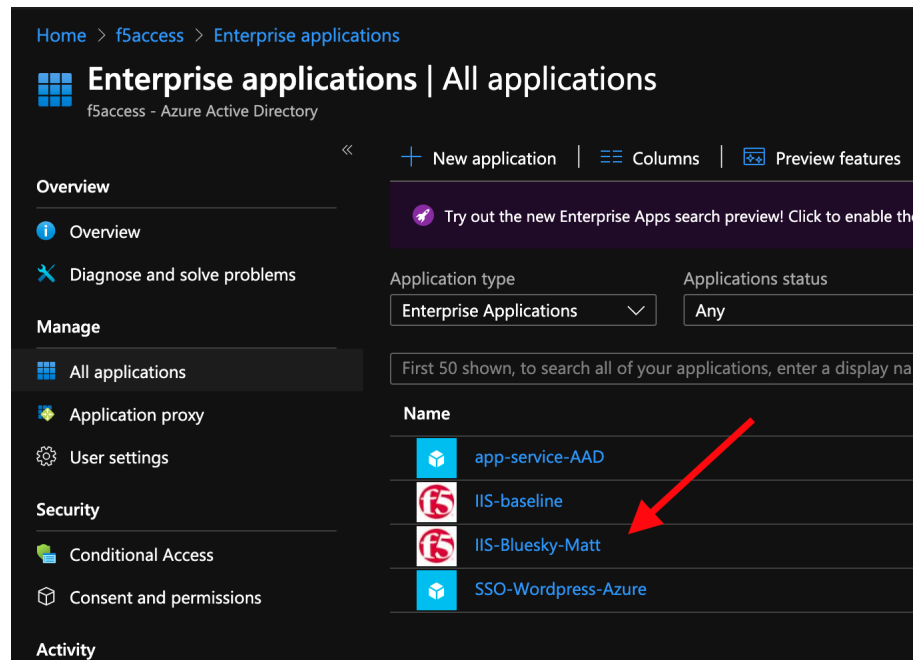 Home > f5access > Enterprise applications
Enterprise applications | All applications
f5access - Azure Active Directory
«
Overview
Overview
Diagnose and solve problems
Manage
All applications
Application proxy
User settings
Security
Conditional Access
Consent and permissions
Activity
New application | Columns | Preview features
Try out the new Enterprise Apps search preview! Click to enable the
Application type
Enterprise Applications
Applications status
Any
First 50 shown, to search all of your applications, enter a display na
Name
app-service-AAD
f5 IIS-baseline
f5 IIS-Bluesky-Matt
SSO-Wordpress-Azure